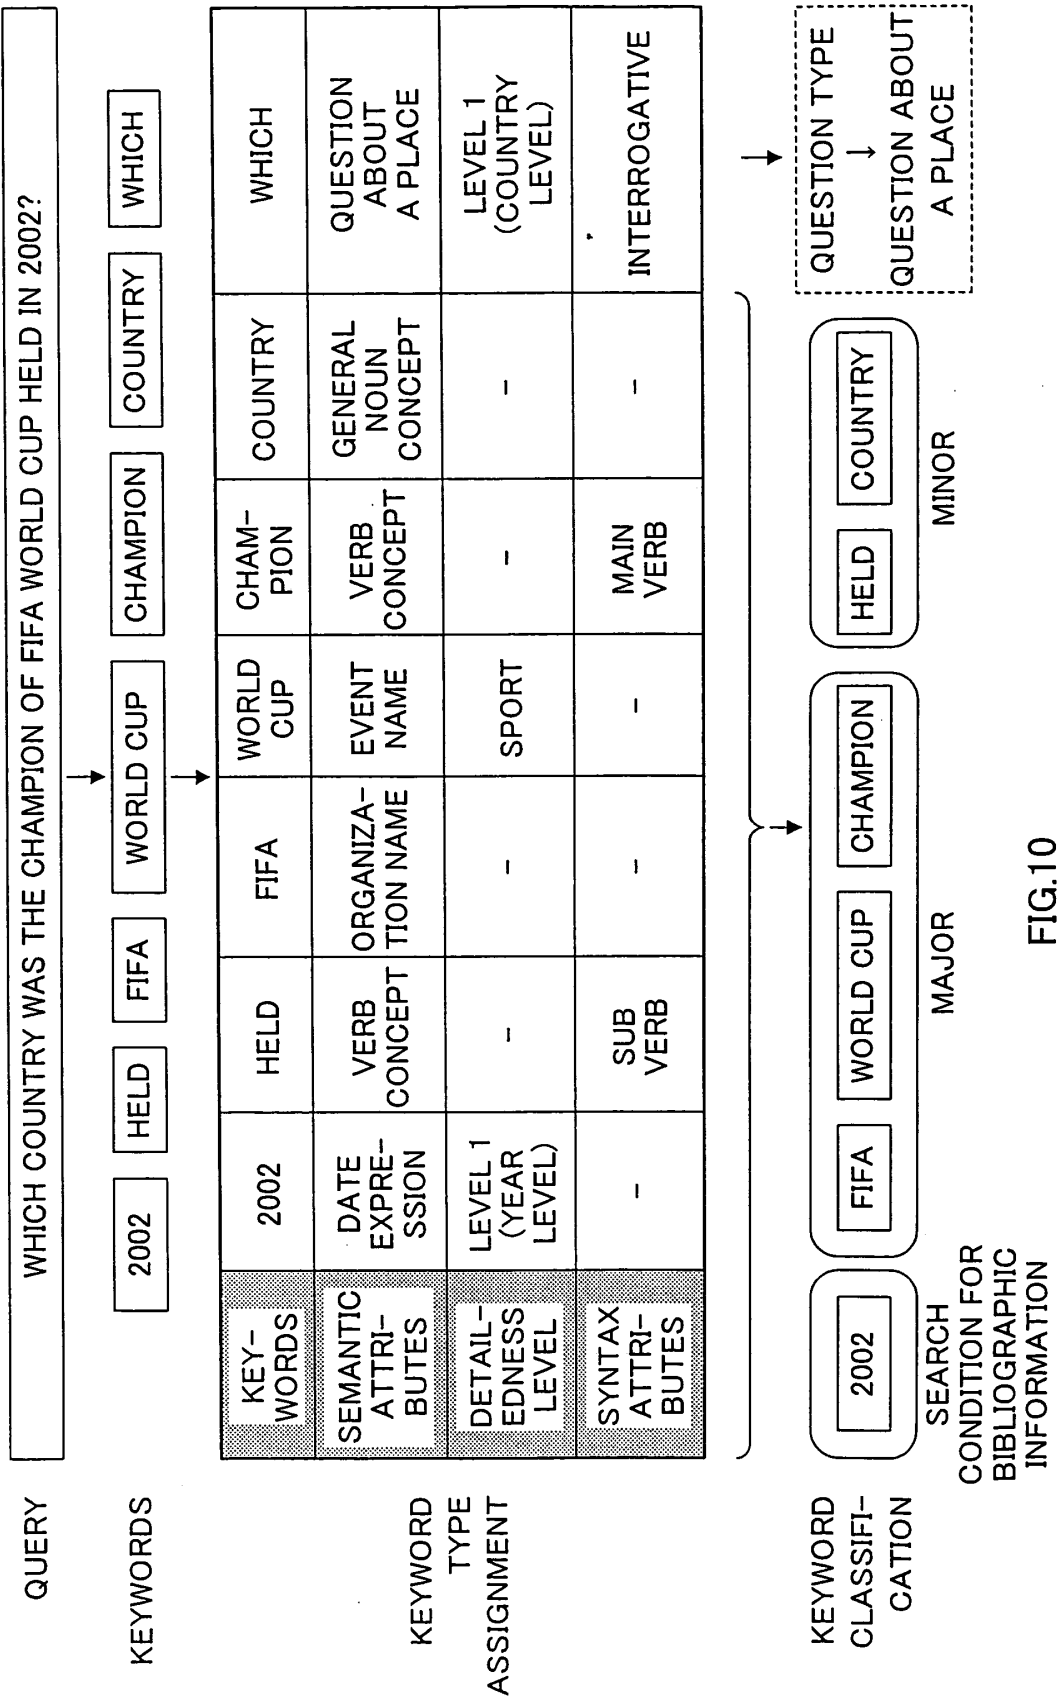 QUERY
WHICH COUNTRY WAS THE CHAMPION OF FIFA WORLD CUP HELD IN 2002?
KEYWORDS
2002 HELD FIFA WORLD CUP CHAMPION COUNTRY WHICH
KEYWORD
TYPE
ASSIGNMENT
KEY-
WORDS
2002
HELD
FIFA
WORLD
CUP
CHAM-
PION
COUNTRY
WHICH
SEMANTIC
ATTRI-
BUTES
DATE
EXPRE-
SSION
VERB
CONCEPT
ORGANIZA-
TION NAME
EVENT
NAME
VERB
CONCEPT
GENERAL
NOUN
CONCEPT
QUESTION
ABOUT
A PLACE
DETAIL-
EDNESS
LEVEL
LEVEL 1
(YEAR
LEVEL)
-
-
SPORT
-
-
LEVEL 1
(COUNTRY
LEVEL)
SYNTAX
ATTRI-
BUTES
-
SUB
VERB
-
-
MAIN
VERB
-
INTERROGATIVE
KEYWORD
CLASSIFI-
CATION
2002
SEARCH
CONDITION FOR
BIBLIOGRAPHIC
INFORMATION
FIFA WORLD CUP CHAMPION
MAJOR
HELD COUNTRY
MINOR
QUESTION TYPE
QUESTION ABOUT
A PLACE
FIG.10